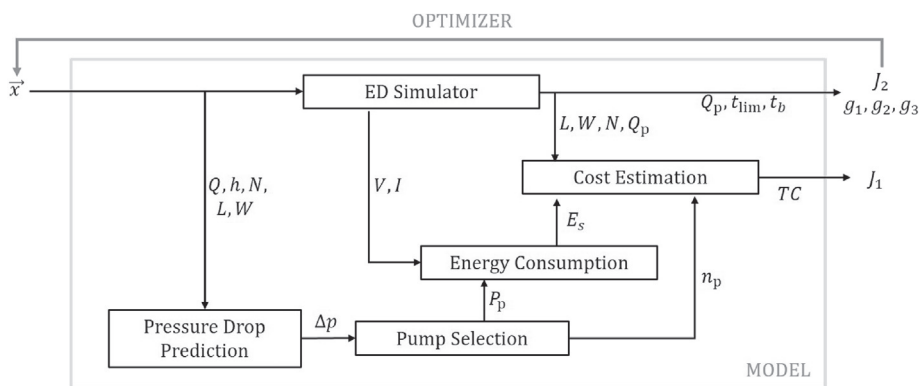 OPTIMIZER
x⃗
ED Simulator
J₂
Qₚ, t_lim, t_b
g₁, g₂, g₃
L, W, N, Qₚ
Q, h, N,
L, W
V, I
Cost Estimation
TC
J₁
Eₛ
Energy Consumption
nₚ
Pₚ
Pressure Drop
Prediction
Δp
Pump Selection
MODEL